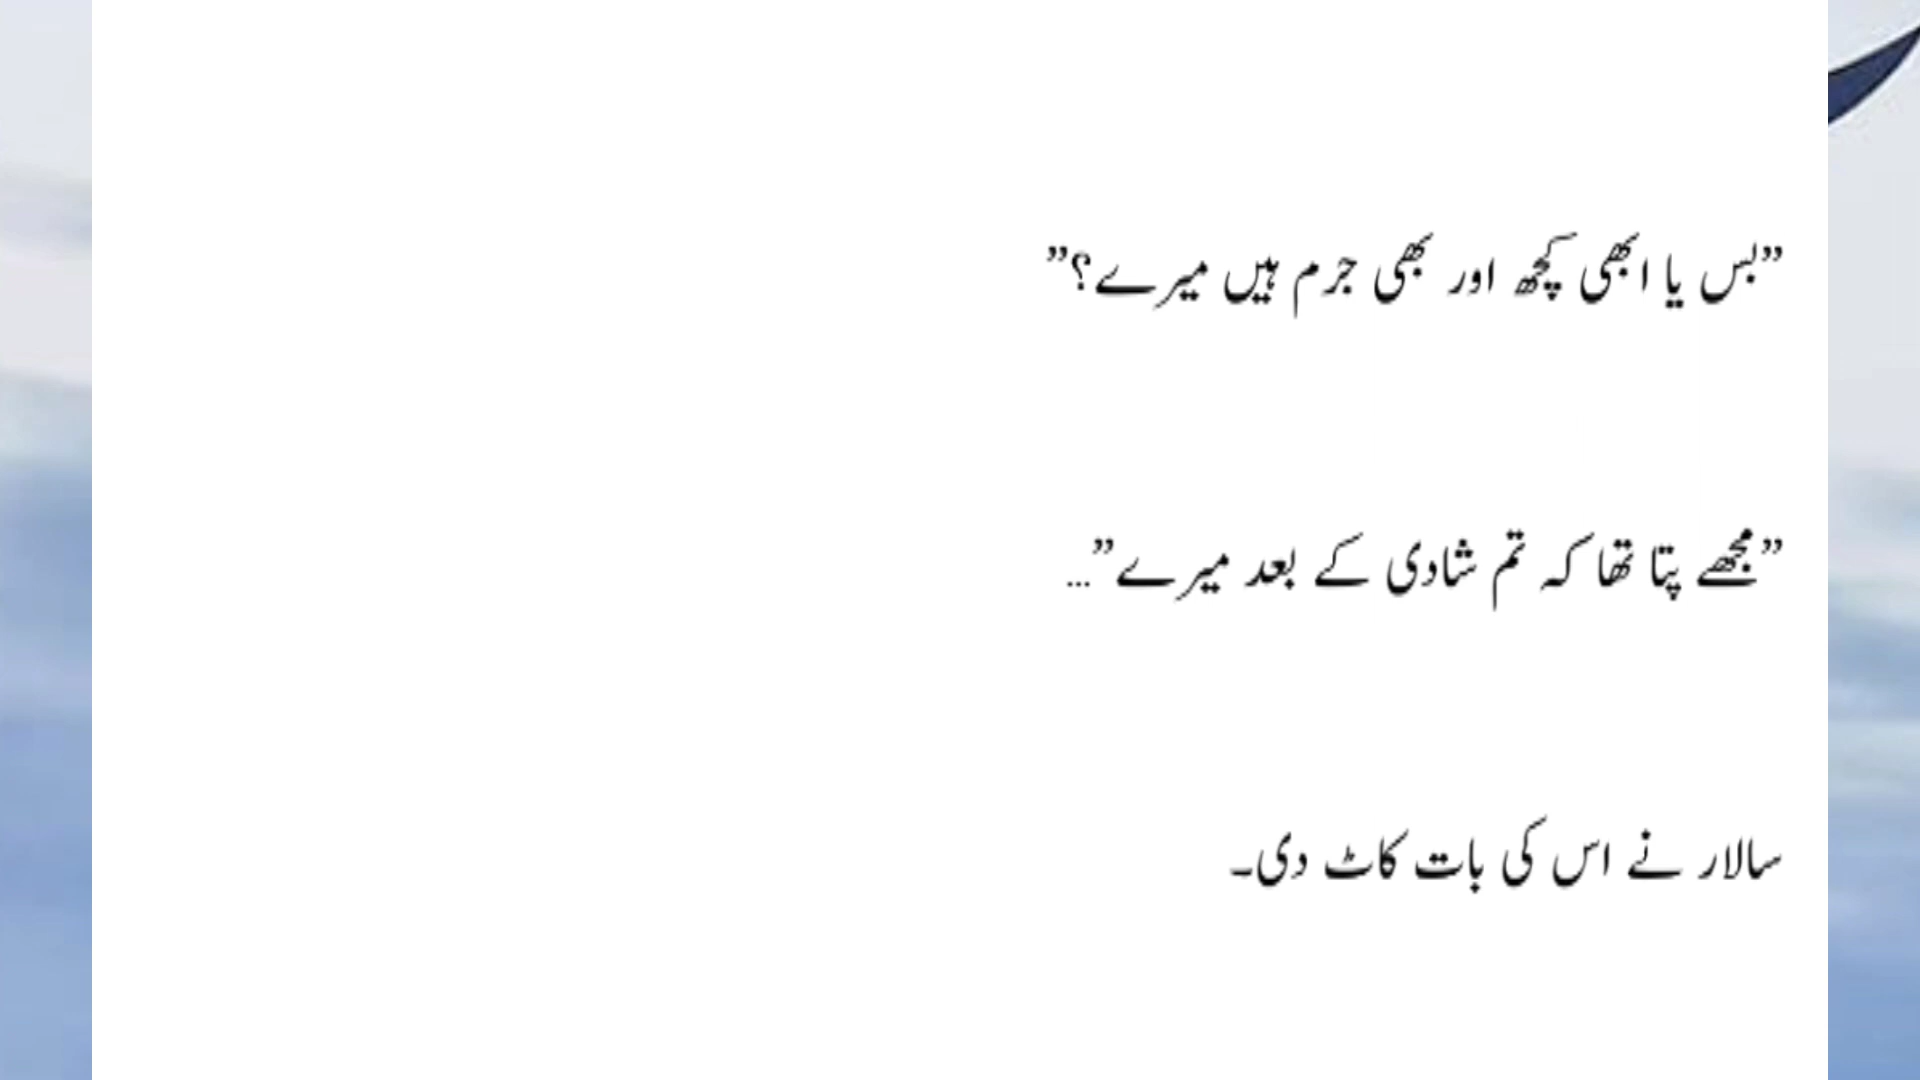 ”بس یا ابھی کچھ اور بھی جرم ہیں میرے؟”
”مجھے پتا تھا کہ تم شادی کے بعد میرے”...
سالار نے اس کی بات کاٹ دی۔